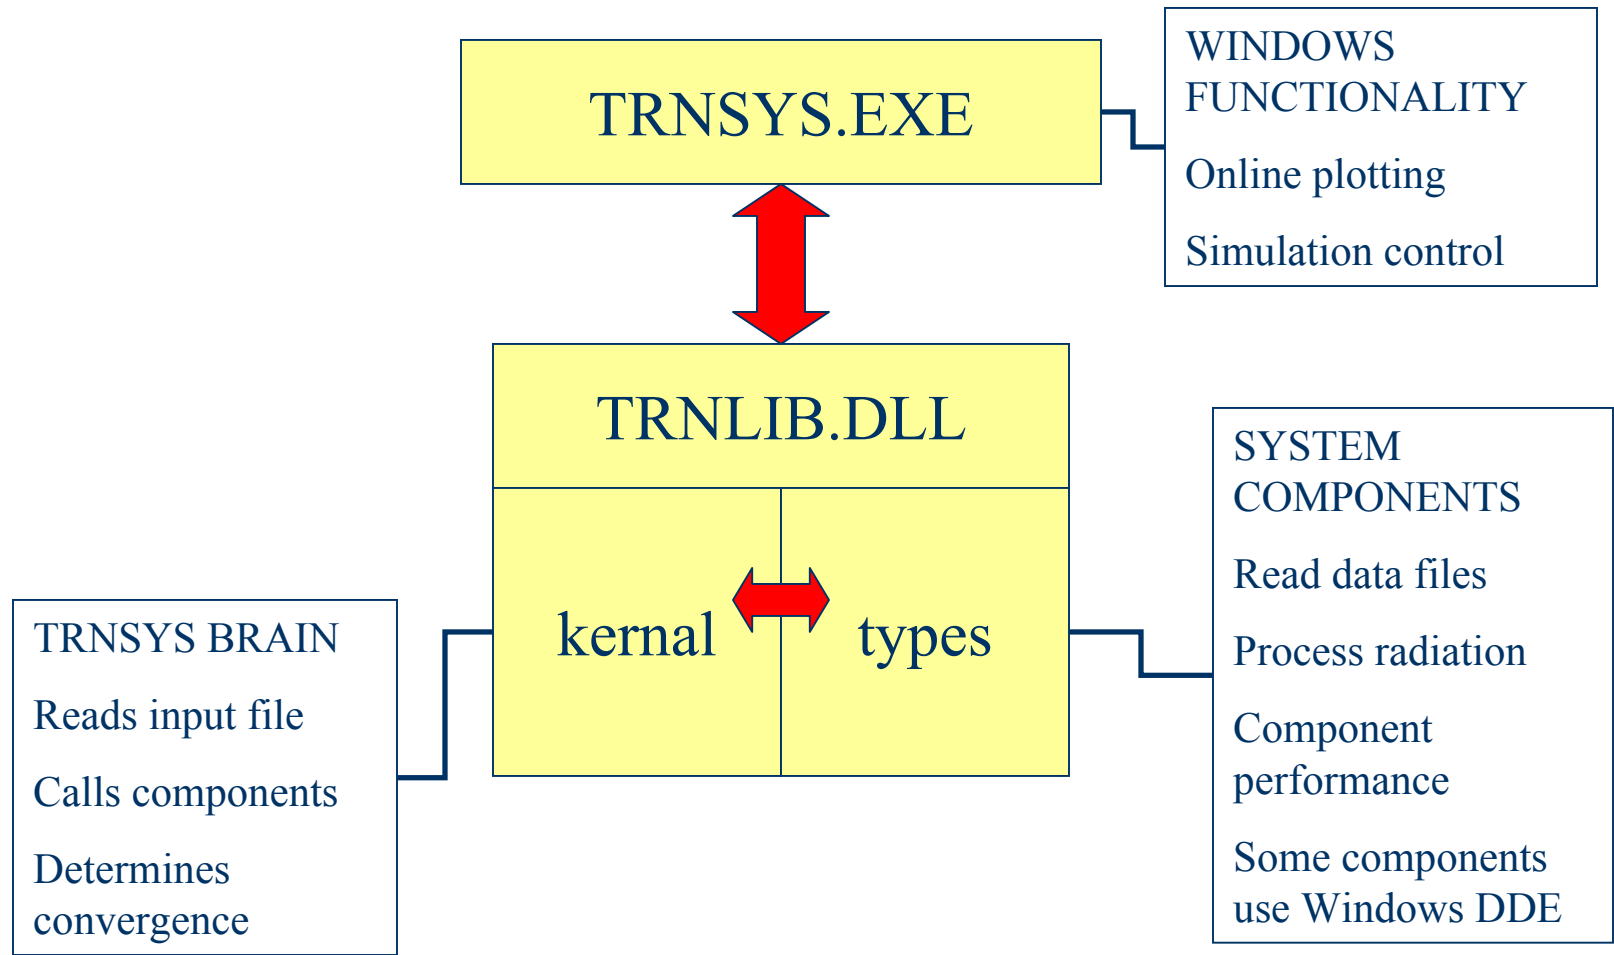 TRNSYS.EXE
WINDOWS
FUNCTIONALITY
Online plotting
Simulation control
TRNLIB.DLL
kernal
types
TRNSYS BRAIN
Reads input file
Calls components
Determines
convergence
SYSTEM
COMPONENTS
Read data files
Process radiation
Component
performance
Some components
use Windows DDE